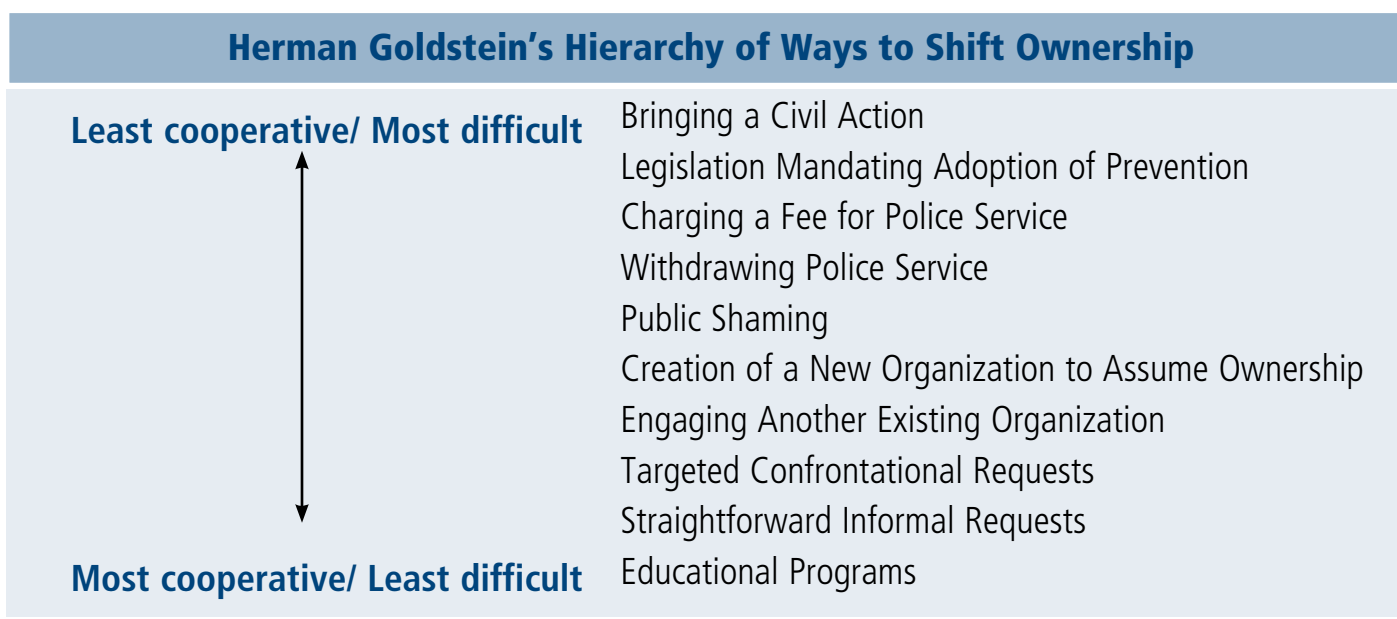 Herman Goldstein’s Hierarchy of Ways to Shift Ownership
Least cooperative/ Most difficult
Bringing a Civil Action
Legislation Mandating Adoption of Prevention
Charging a Fee for Police Service
Withdrawing Police Service
Public Shaming
Creation of a New Organization to Assume Ownership
Engaging Another Existing Organization
Targeted Confrontational Requests
Straightforward Informal Requests
Educational Programs
Most cooperative/ Least difficult